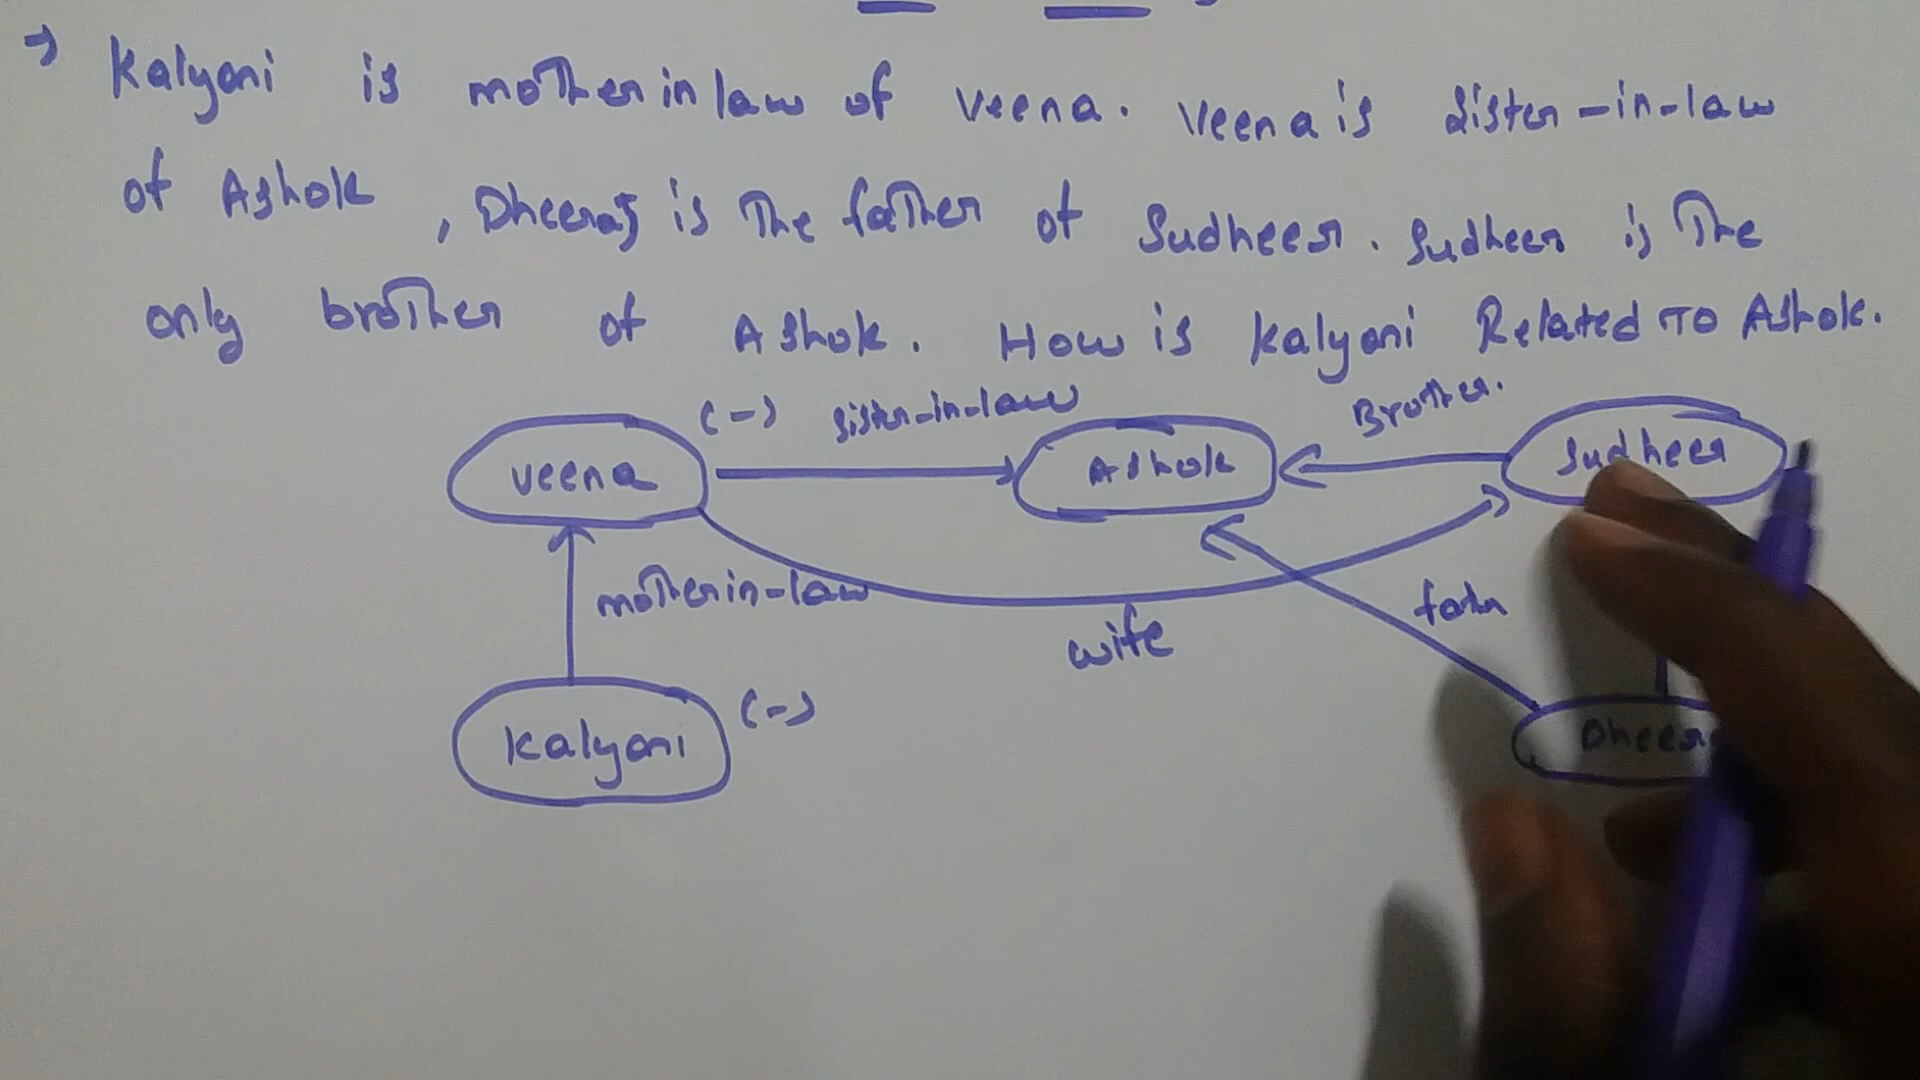 → Kalyani is mother in law of Veena. Veena is Sister-in-law
of Ashok, Dheeraj is The father of Sudheer. Sudheer is The
only brother of Ashok. How is Kalyani Related TO Ashok.
(-) Sister-in-law
Brother.
Veena
Ashok
Sudheer
mother in-law
wife
Kalyani
(-)